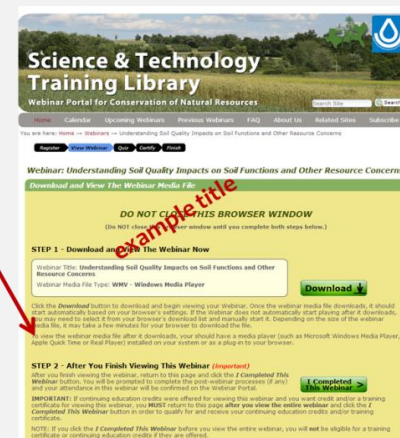 Science & Technology
Training Library
Webinar Portal for Conservation of Natural Resources
Search Site
Search
Home Calendar Upcoming Webinars Previous Webinars FAQ About Us Related Sites Subscribe
You are here: Home → Webinars → Understanding Soil Quality Impacts on Soil Functions and Other Resource Concerns
Register View Webinar Quiz Certify Finish
Webinar: Understanding Soil Quality Impacts on Soil Functions and Other Resource Concerns
Download and View The Webinar Media File
example title
DO NOT CLOSE THIS BROWSER WINDOW
(Do NOT close this browser window until you complete both steps below.)
STEP 1 - Download and View The Webinar Now
Webinar Title: Understanding Soil Quality Impacts on Soil Functions and Other
Resource Concerns
Webinar Media File Type: WMV - Windows Media Player
Download
Click the Download button to download and begin viewing your Webinar. Once the webinar media file downloads, it should
start automatically based on your browser's settings. If the Webinar does not automatically start playing after it downloads,
you may need to select it from your browser's download list and manually start it. Depending on the size of the webinar
media file, it may take a few minutes for your browser to download the file.
To view the webinar media file after it downloads, your should have a media player (such as Microsoft Windows Media Player,
Apple Quick Time or Real Player) installed on your system or as a plug-in to your browser.
STEP 2 - After You Finish Viewing This Webinar (Important)
After you finish viewing the webinar, return to this page and click the I Completed This
Webinar button. You will be prompted to complete the post-webinar processes (if any)
and your attendance in this webinar will be confirmed on the Webinar Portal.
I Completed
This Webinar
IMPORTANT: If continuing education credits were offered for viewing this webinar and you want credit and/or a training
certificate for viewing this webinar, you MUST return to this page after you view the entire webinar and click the I
Completed This Webinar button in order to qualify for and receive your continuing education credits and/or training
certificate.
NOTE: If you click the I Completed This Webinar before you view the entire webinar, you will not be eligible for a training
certificate or continuing education credits if they are offered.